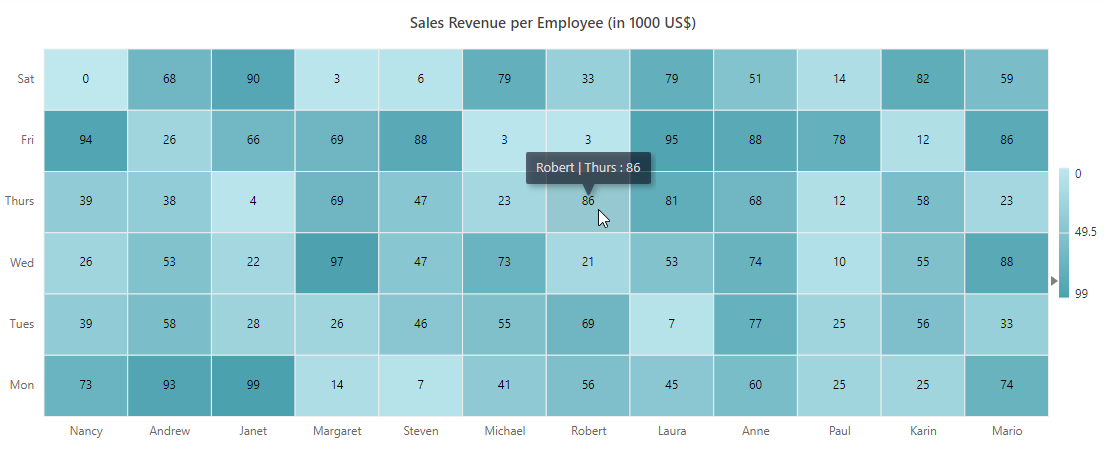 Sales Revenue per Employee (in 1000 US$)
Sat 0 68 90 3 6 79 33 79 51 14 82 59
Fri 94 26 66 69 88 3 3 95 88 78 12 86
Robert | Thurs : 86
0
Thurs 39 38 4 69 47 23 86 81 68 12 58 23
49.5
Wed 26 53 22 97 47 73 21 53 74 10 55 88
99
Tues 39 58 28 26 46 55 69 7 77 25 56 33
Mon 73 93 99 14 7 41 56 45 60 25 25 74
Nancy Andrew Janet Margaret Steven Michael Robert Laura Anne Paul Karin Mario